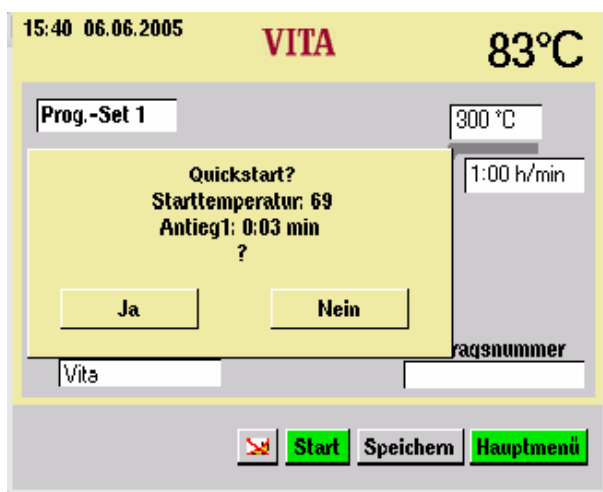 15:40 06.06.2005
VITA
83°C
Prog.-Set 1
300 °C
1:00 h/min
Quickstart?
Starttemperatur: 69
Antieg1: 0:03 min
?
Ja
Nein
ragsnummer
Vita
Start
Speichern
Hauptmenü